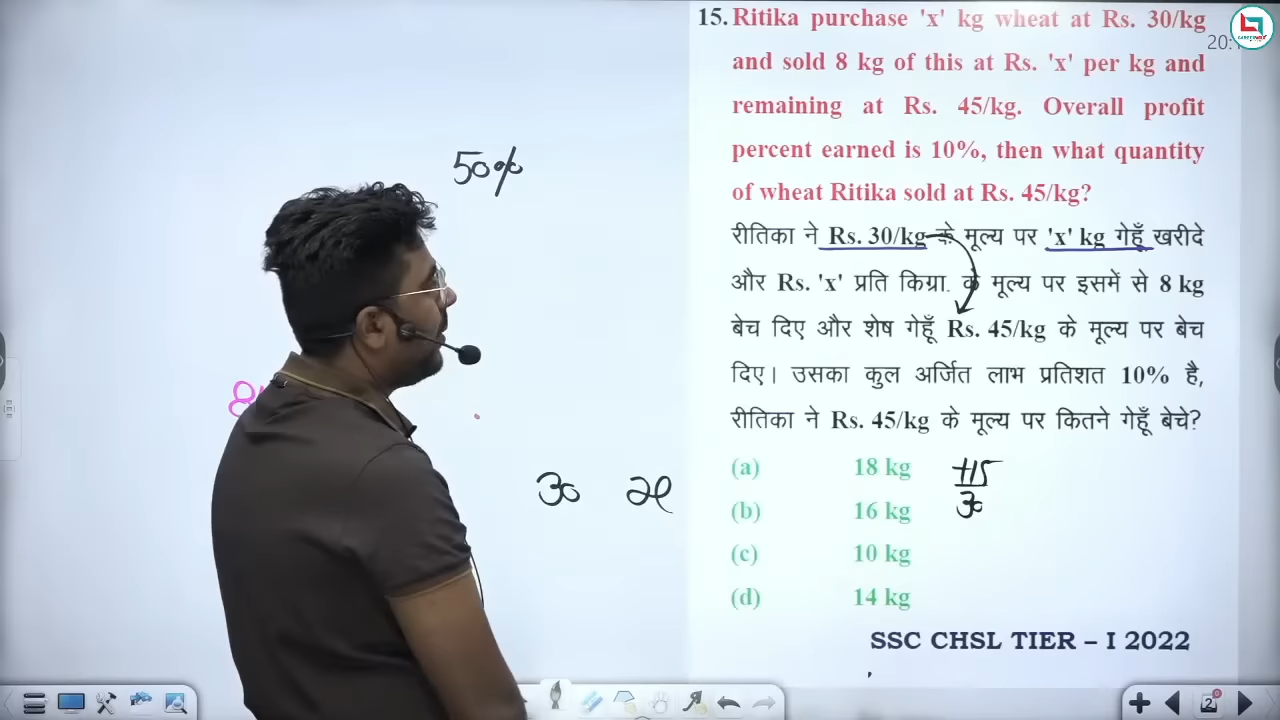 15. Ritika purchase 'x' kg wheat at Rs. 30/kg
and sold 8 kg of this at Rs. 'x' per kg and
remaining at Rs. 45/kg. Overall profit
percent earned is 10%, then what quantity
of wheat Ritika sold at Rs. 45/kg?
रीतिका ने Rs. 30/kg के मूल्य पर 'x' kg गेहूँ खरीदे
और Rs. 'x' प्रति किग्रा. के मूल्य पर इसमें से 8 kg
बेच दिए और शेष गेहूँ Rs. 45/kg के मूल्य पर बेच
दिए। उसका कुल अर्जित लाभ प्रतिशत 10% है,
रीतिका ने Rs. 45/kg के मूल्य पर कितने गेहूँ बेचे?
(a) 18 kg
(b) 16 kg
(c) 10 kg
(d) 14 kg
SSC CHSL TIER – I 2022
50%
30 x
+15
30
2